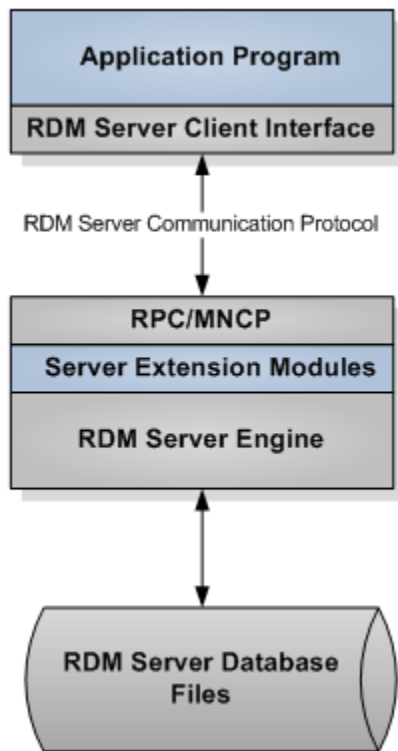 Application Program
RDM Server Client Interface
RDM Server Communication Protocol
RPC/MNCP
Server Extension Modules
RDM Server Engine
RDM Server Database
Files